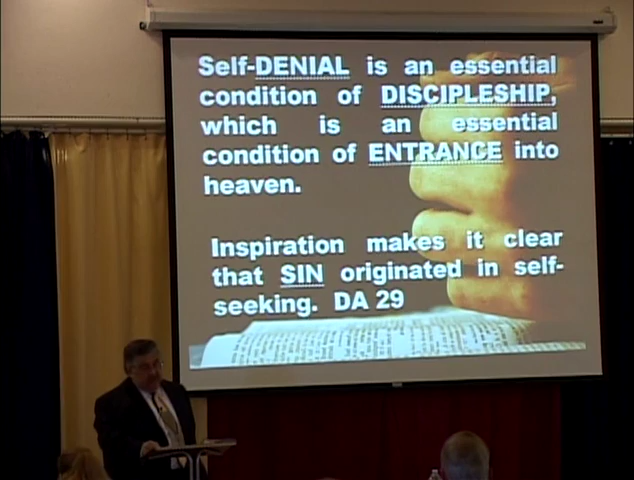 Self-DENIAL is an essential
condition of DISCIPLESHIP,
which is an essential
condition of ENTRANCE into
heaven.
Inspiration makes it clear
that SIN originated in self-
seeking. DA 29